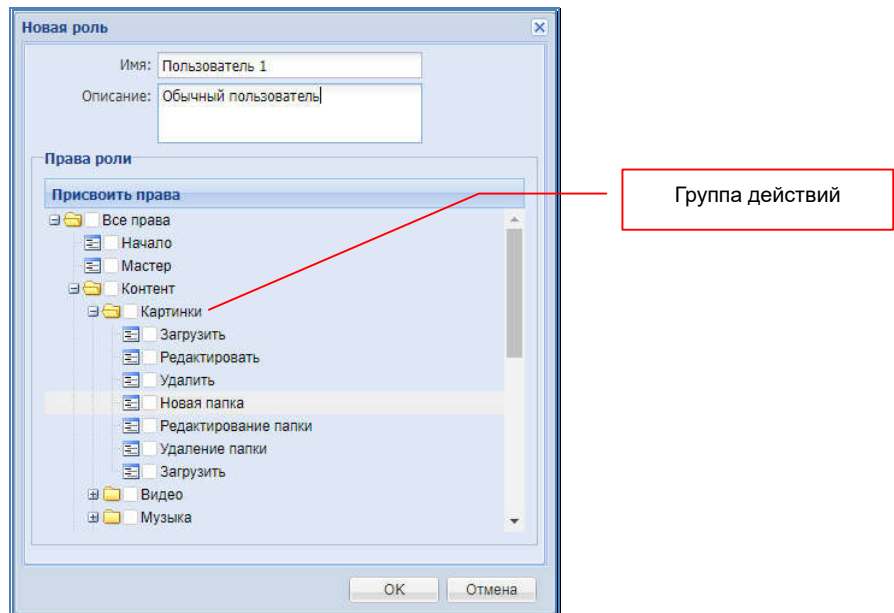 Новая роль
Имя: Пользователь 1
Описание: Обычный пользователь
Права роли
Присвоить права
Группа действий
Все права
Начало
Мастер
Контент
Картинки
Загрузить
Редактировать
Удалить
Новая папка
Редактирование папки
Удаление папки
Загрузить
Видео
Музыка
OK Отмена